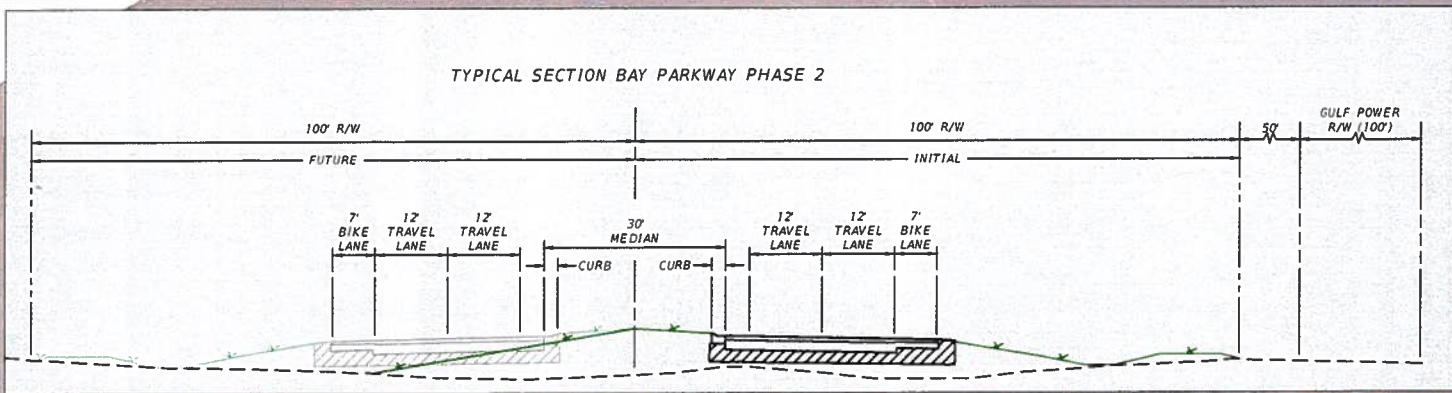 TYPICAL SECTION BAY PARKWAY PHASE 2
100' R/W
100' R/W
50'
GULF POWER
R/W (100')
FUTURE
INITIAL
7'
BIKE
LANE
12'
TRAVEL
LANE
12'
TRAVEL
LANE
30'
MEDIAN
12'
TRAVEL
LANE
12'
TRAVEL
LANE
7'
BIKE
LANE
CURB
CURB